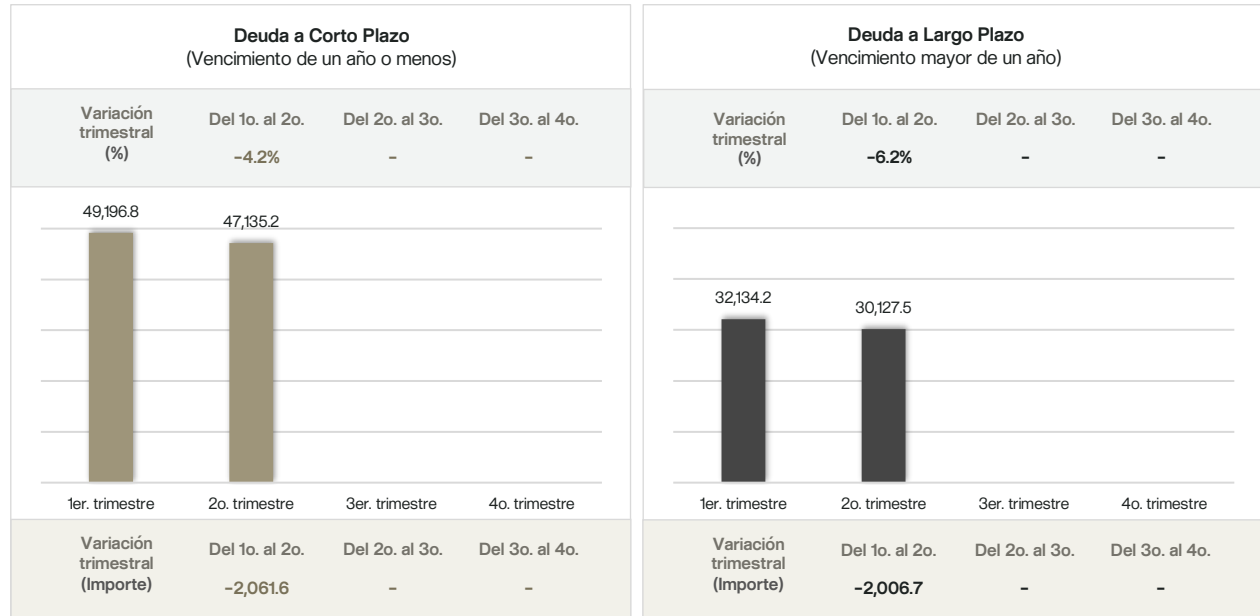 Deuda a Corto Plazo
(Vencimiento de un año o menos)
Variación
trimestral
(%)
Del 1o. al 2o.
Del 2o. al 3o.
Del 3o. al 4o.
-4.2%
-
-
49,196.8
47,135.2
1er. trimestre
2o. trimestre
3er. trimestre
4o. trimestre
Variación
trimestral
(Importe)
Del 1o. al 2o.
Del 2o. al 3o.
Del 3o. al 4o.
-2,061.6
-
-
Deuda a Largo Plazo
(Vencimiento mayor de un año)
Variación
trimestral
(%)
Del 1o. al 2o.
Del 2o. al 3o.
Del 3o. al 4o.
-6.2%
-
-
32,134.2
30,127.5
1er. trimestre
2o. trimestre
3er. trimestre
4o. trimestre
Variación
trimestral
(Importe)
Del 1o. al 2o.
Del 2o. al 3o.
Del 3o. al 4o.
-2,006.7
-
-